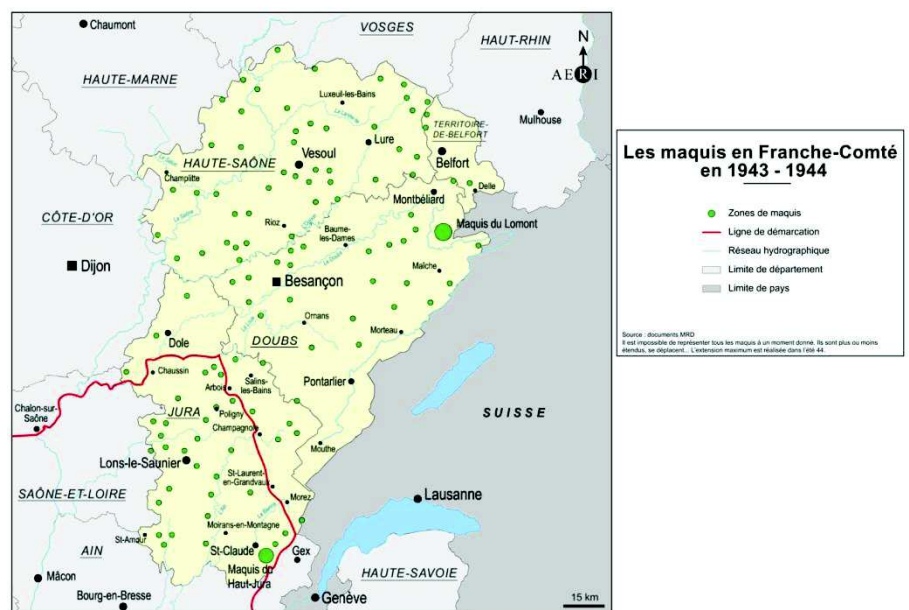 Chaumont
VOSGES
HAUT-RHIN
N
AERI
HAUTE-MARNE
Luxeuil-les-Bains
Mulhouse
TERRITOIRE-
DE-BELFORT
Lure
Belfort
Vesoul
HAUTE-SAÔNE
Champlitte
Delle
Montbéliard
CÔTE-D'OR
Rioz
Baume-
les-Dames
Maquis du Lomont
Dijon
Besançon
Maîche
Ornans
Morteau
Dole
DOUBS
Chaussin
Salins-
les-Bains
Arbois
Pontarlier
Chalon-sur-
Saône
JURA
Poligny
Champagnole
SUISSE
Mouthe
Lons-le-Saunier
St-Laurent-
en-Grandvaux
Morez
Lausanne
SAÔNE-ET-LOIRE
Moirans-en-Montagne
St-Amour
St-Claude
Gex
AIN
Maquis du
Haut-Jura
HAUTE-SAVOIE
Mâcon
Bourg-en-Bresse
Genève
15 km
Les maquis en Franche-Comté
en 1943 - 1944
Zones de maquis
Ligne de démarcation
Réseau hydrographique
Limite de département
Limite de pays
Source : documents MRD
Il est impossible de représenter tous les maquis à un moment donné. Ils sont plus ou moins
étendus, se déplacent... L'extension maximum est réalisée dans l'été 44.